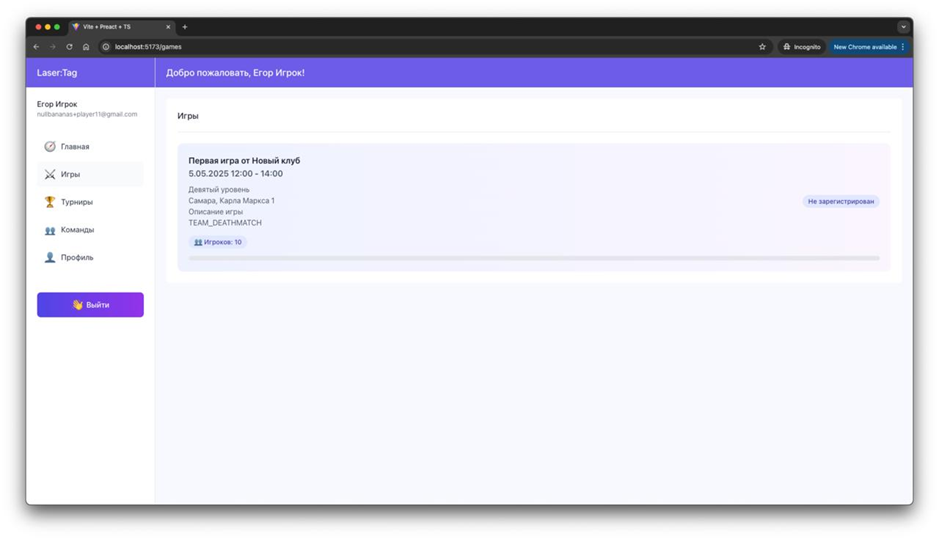 Vite + Preact + TS
localhost:5173/games
Incognito
New Chrome available
Laser:Tag
Добро пожаловать, Егор Игрок!
Егор Игрок
nullbananas+player11@gmail.com
Главная
Игры
Турниры
Команды
Профиль
Выйти
Игры
Первая игра от Новый клуб
5.05.2025 12:00 - 14:00
Девятый уровень
Самара, Карла Маркса 1
Описание игры
TEAM_DEATHMATCH
Игроков: 10
Не зарегистрирован